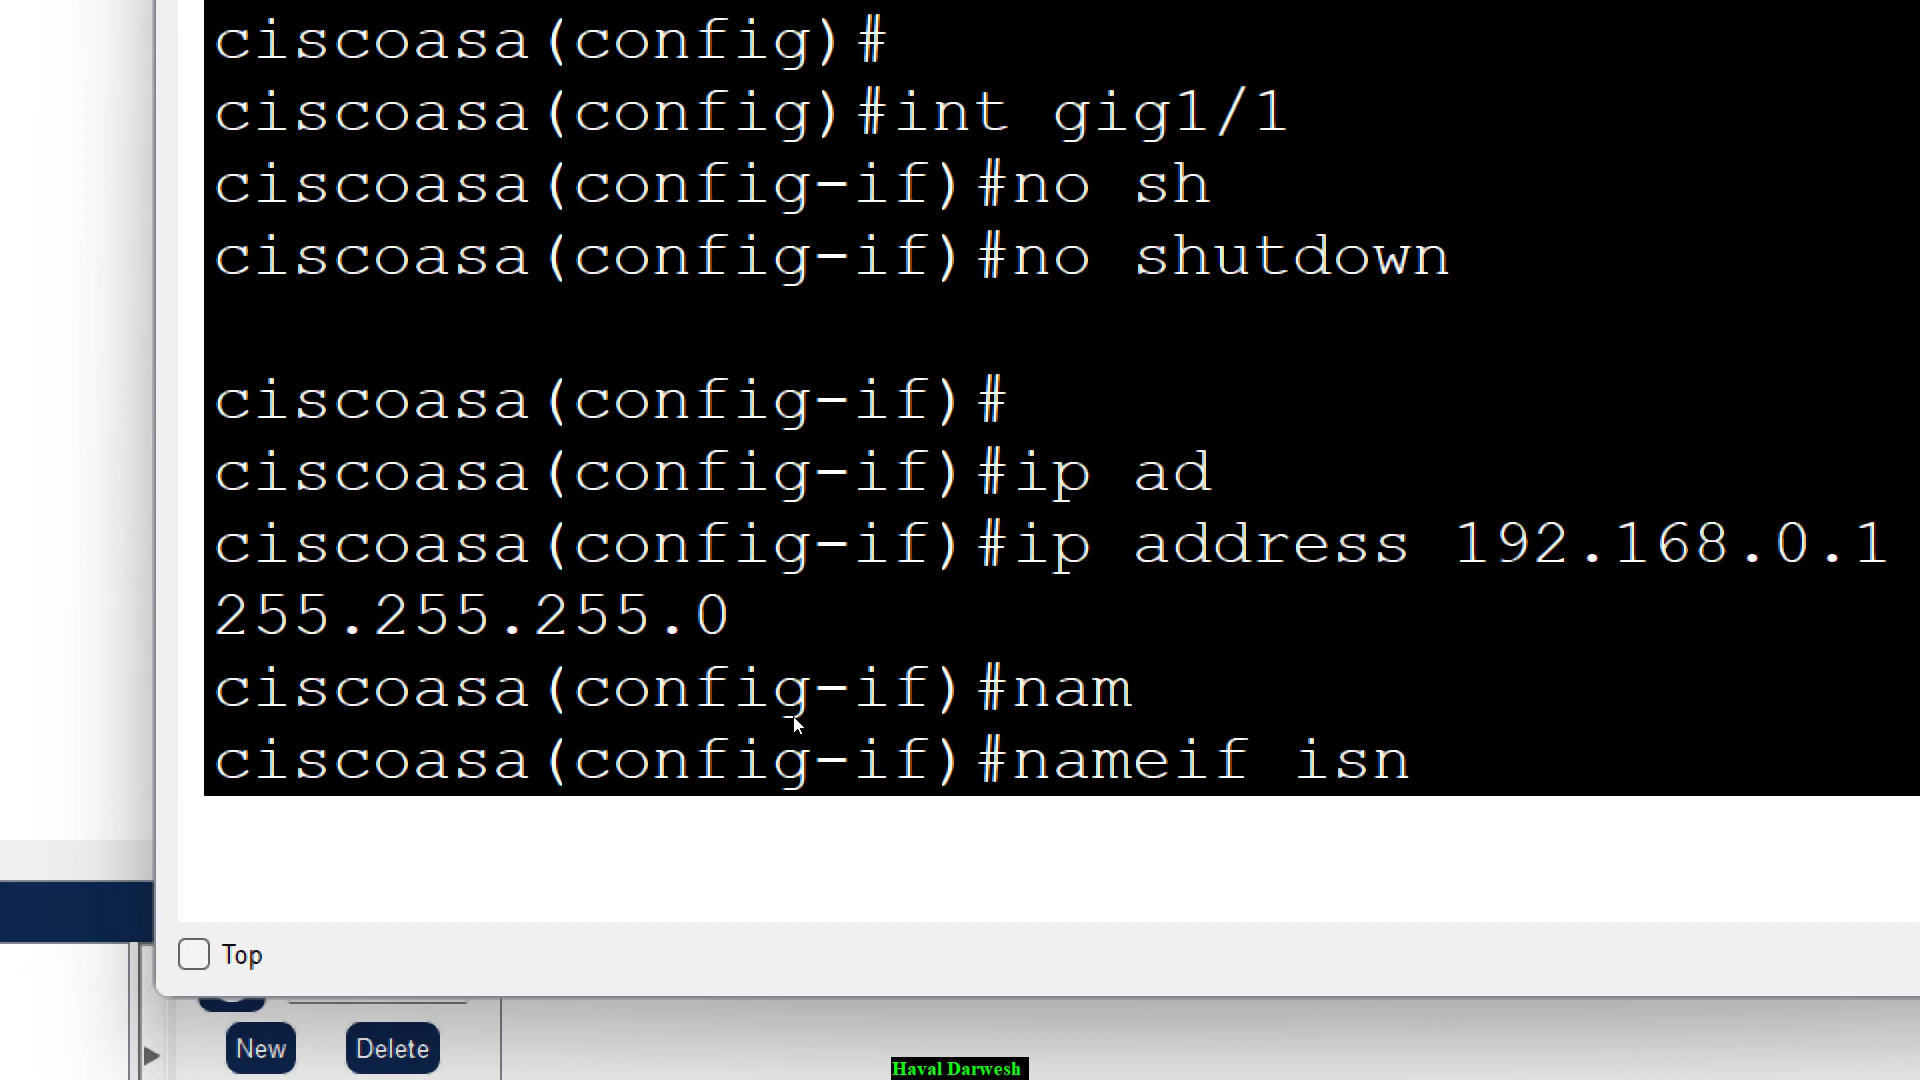 ciscoasa(config)#
ciscoasa(config)#int gig1/1
ciscoasa(config-if)#no sh
ciscoasa(config-if)#no shutdown
ciscoasa(config-if)#
ciscoasa(config-if)#ip ad
ciscoasa(config-if)#ip address 192.168.0.1
255.255.255.0
ciscoasa(config-if)#nam
ciscoasa(config-if)#nameif isn
Top
New Delete
Haval Darwesh